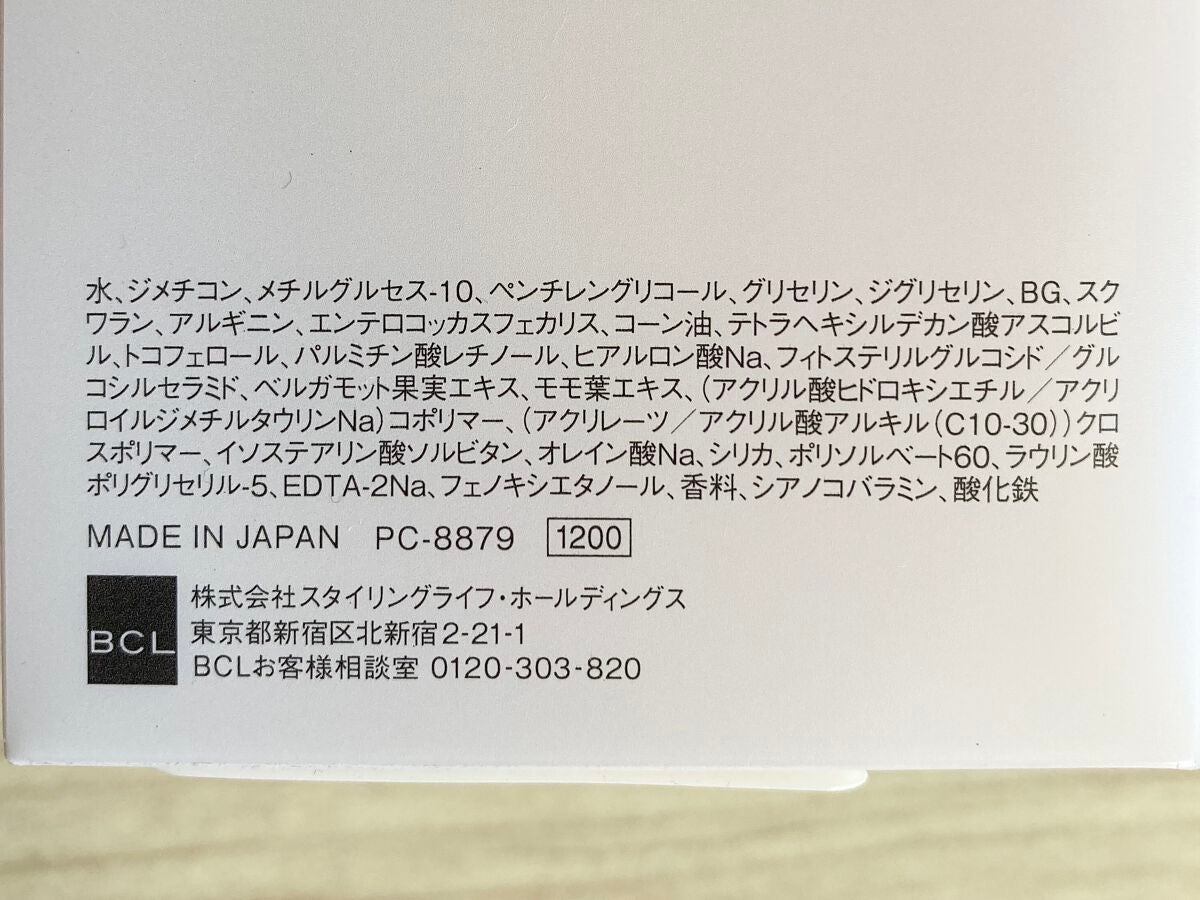 水、ジメチコン、メチルグルセス-10、ペンチレングリコール、グリセリン、ジグリセリン、BG、スク
ワラン、アルギニン、エンテロコッカスフェカリス、コーン油、テトラヘキシルデカン酸アスコルビ
ル、トコフェロール、パルミチン酸レチノール、ヒアルロン酸Na、フィトステリルグルコシド／グル
コシルセラミド、ベルガモット果実エキス、モモ葉エキス、（アクリル酸ヒドロキシエチル／アクリ
ロイルジメチルタウリンNa）コポリマー、（アクリレーツ／アクリル酸アルキル（C10-30））クロ
スポリマー、イソステアリン酸ソルビタン、オレイン酸Na、シリカ、ポリソルベート60、ラウリン酸
ポリグリセリル-5、EDTA-2Na、フェノキシエタノール、香料、シアノコバラミン、酸化鉄
MADE IN JAPAN PC-8879 1200
BCL
株式会社スタイリングライフ・ホールディングス
東京都新宿区北新宿2-21-1
BCLお客様相談室 0120-303-820